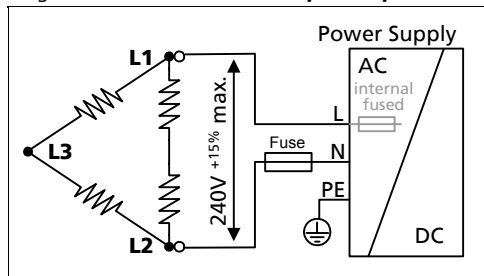 Power Supply
L1
AC
internal
fused
L
240V +15% max.
Fuse
N
L3
PE
L2
DC